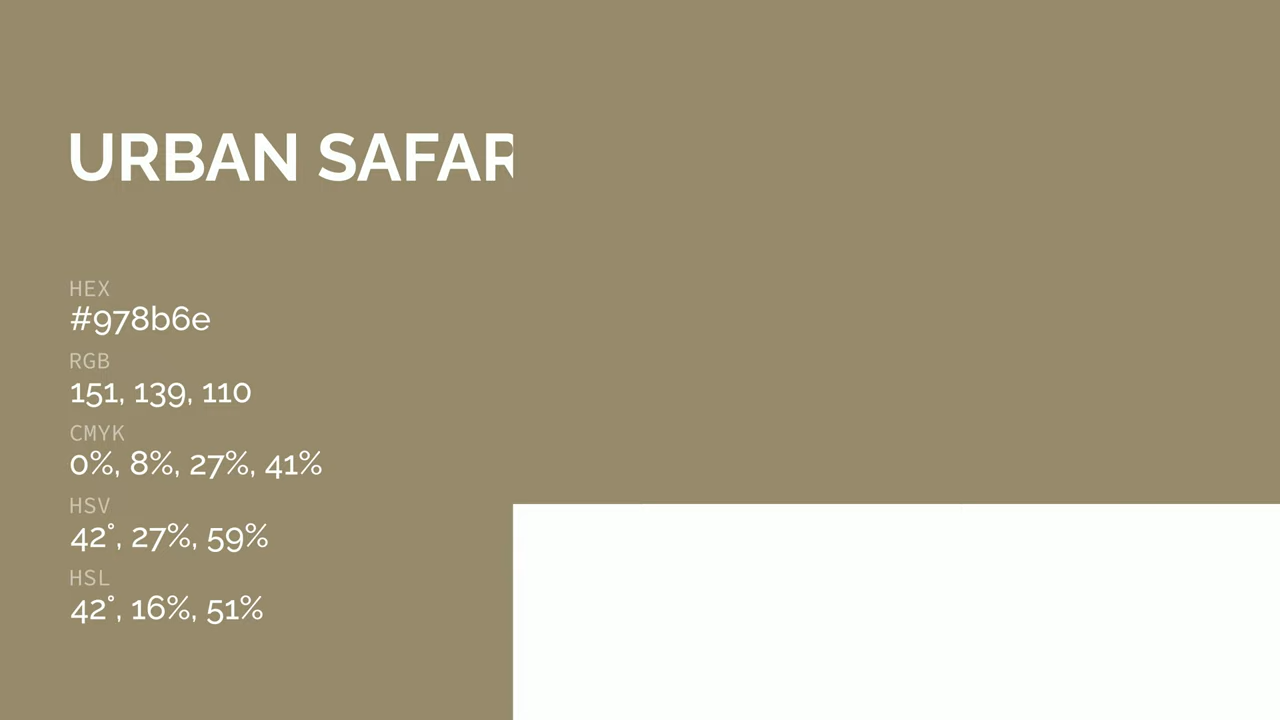 URBAN SAFAR
HEX
#978b6e
RGB
151, 139, 110
CMYK
0%, 8%, 27%, 41%
HSV
42°, 27%, 59%
HSL
42°, 16%, 51%